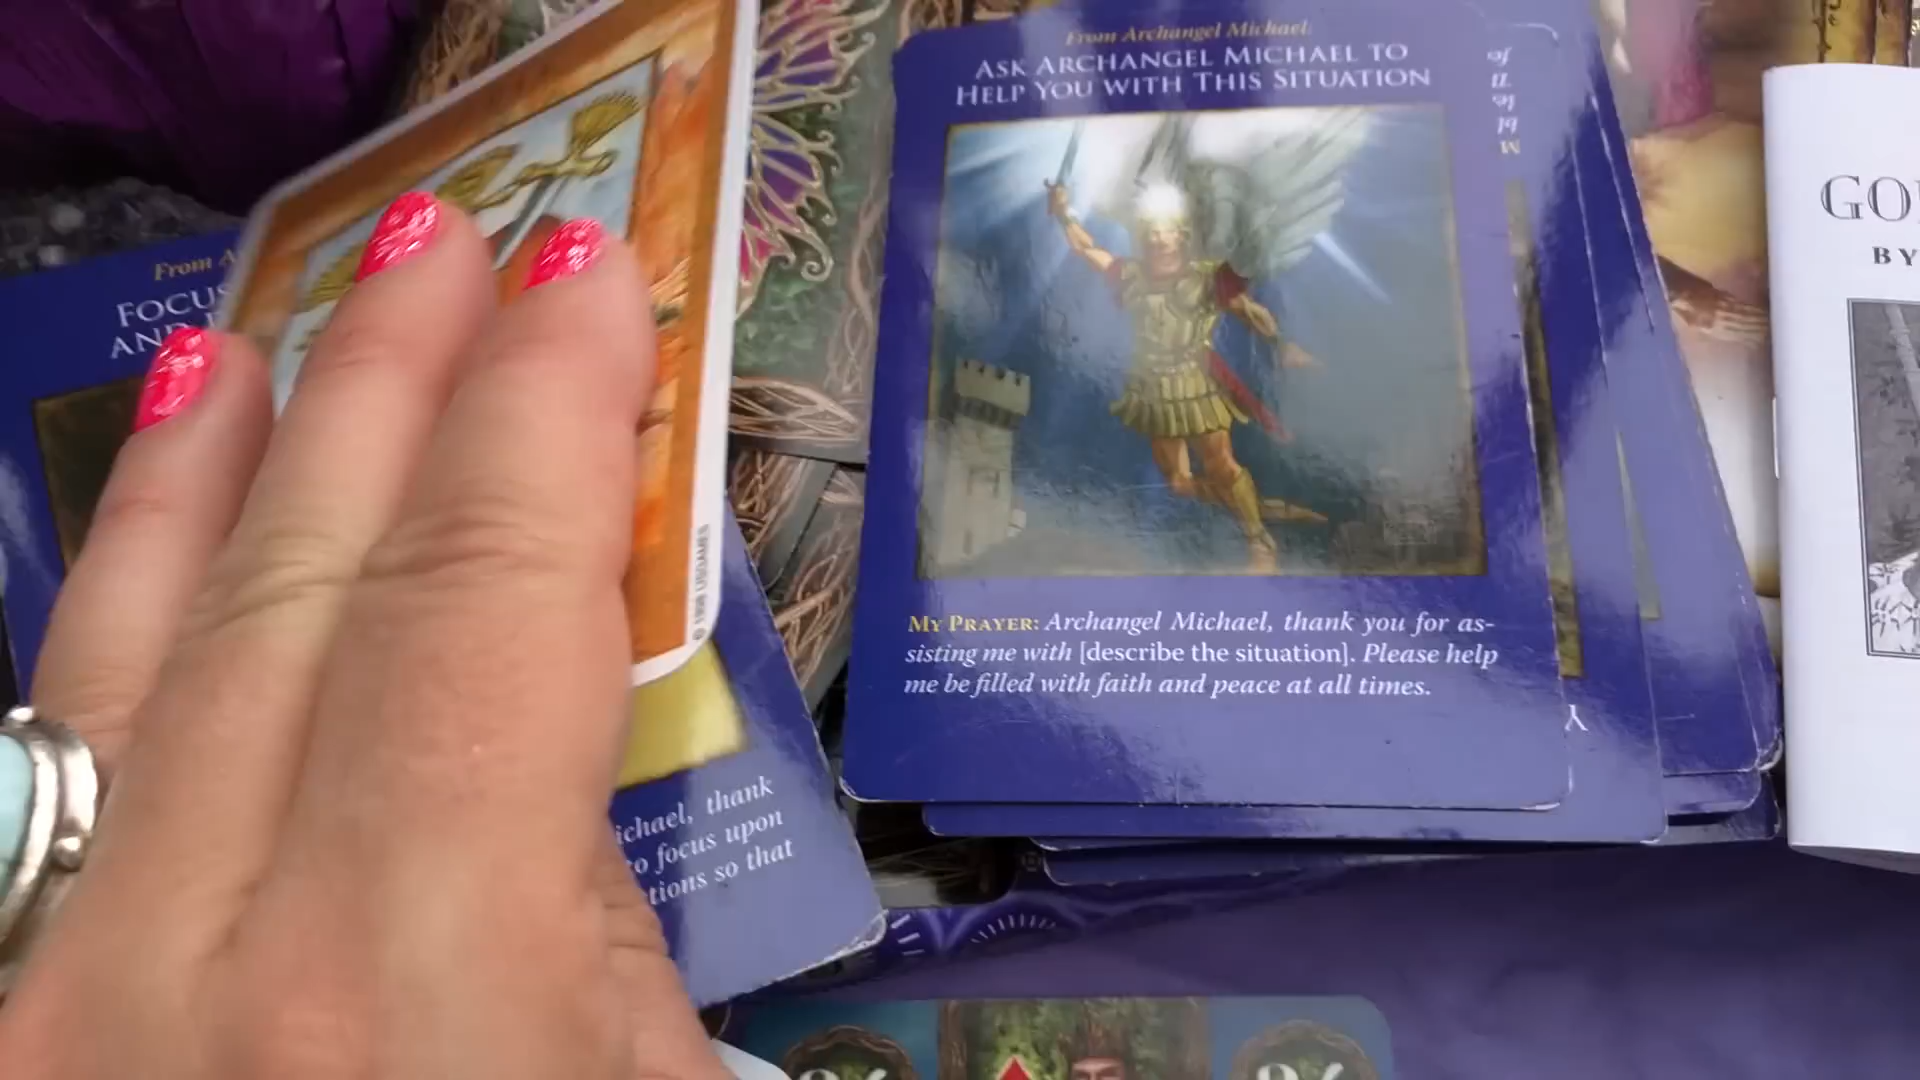 From Archangel Michael:
ASK ARCHANGEL MICHAEL TO
HELP YOU WITH THIS SITUATION
MY PRAYER: Archangel Michael, thank you for as-
sisting me with [describe the situation]. Please help
me be filled with faith and peace at all times.
From A
FOCUS
AND
ichael, thank
to focus upon
tions so that
GO
BY
Y